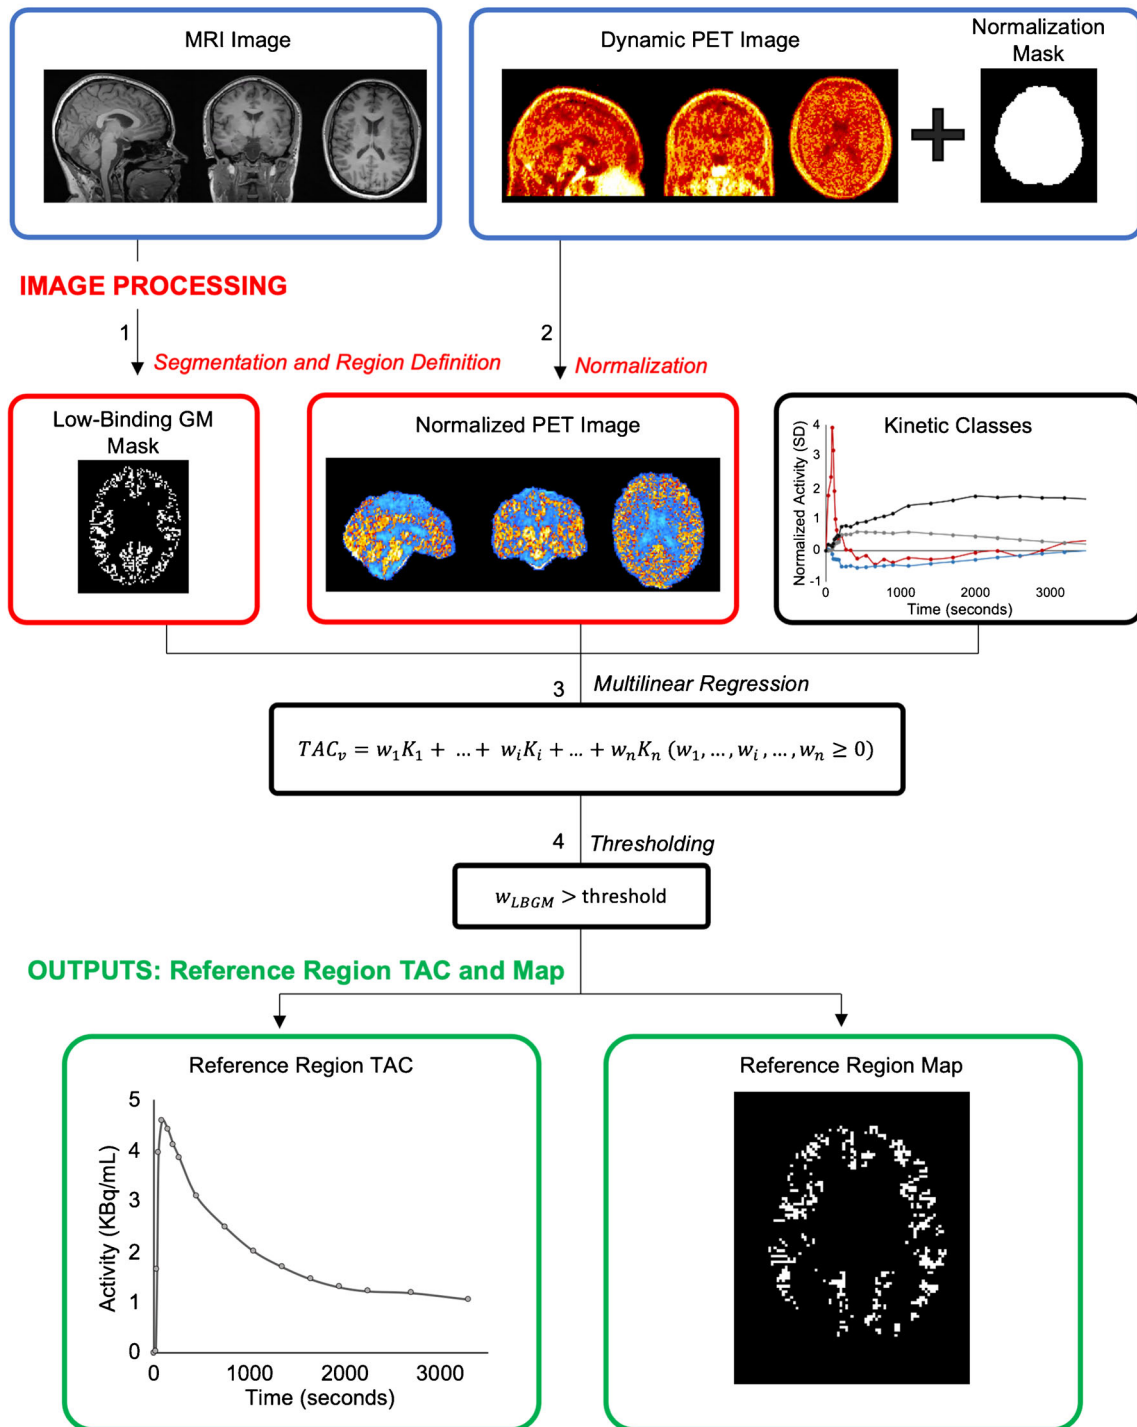 MRI Image
Dynamic PET Image
Normalization
Mask
IMAGE PROCESSING
1
Segmentation and Region Definition
2
Normalization
Low-Binding GM
Mask
Normalized PET Image
Kinetic Classes
Normalized Activity (SD)
4
3
2
1
0
-1
0 1000 2000 3000
Time (seconds)
3
Multilinear Regression
TAC_v = w_1K_1 + ... + w_iK_i + ... + w_nK_n (w_1, ... , w_i , ... , w_n ≥ 0)
4
Thresholding
w_LBGM > threshold
OUTPUTS: Reference Region TAC and Map
Reference Region TAC
Activity (KBq/mL)
5
4
3
2
1
0
0 1000 2000 3000
Time (seconds)
Reference Region Map